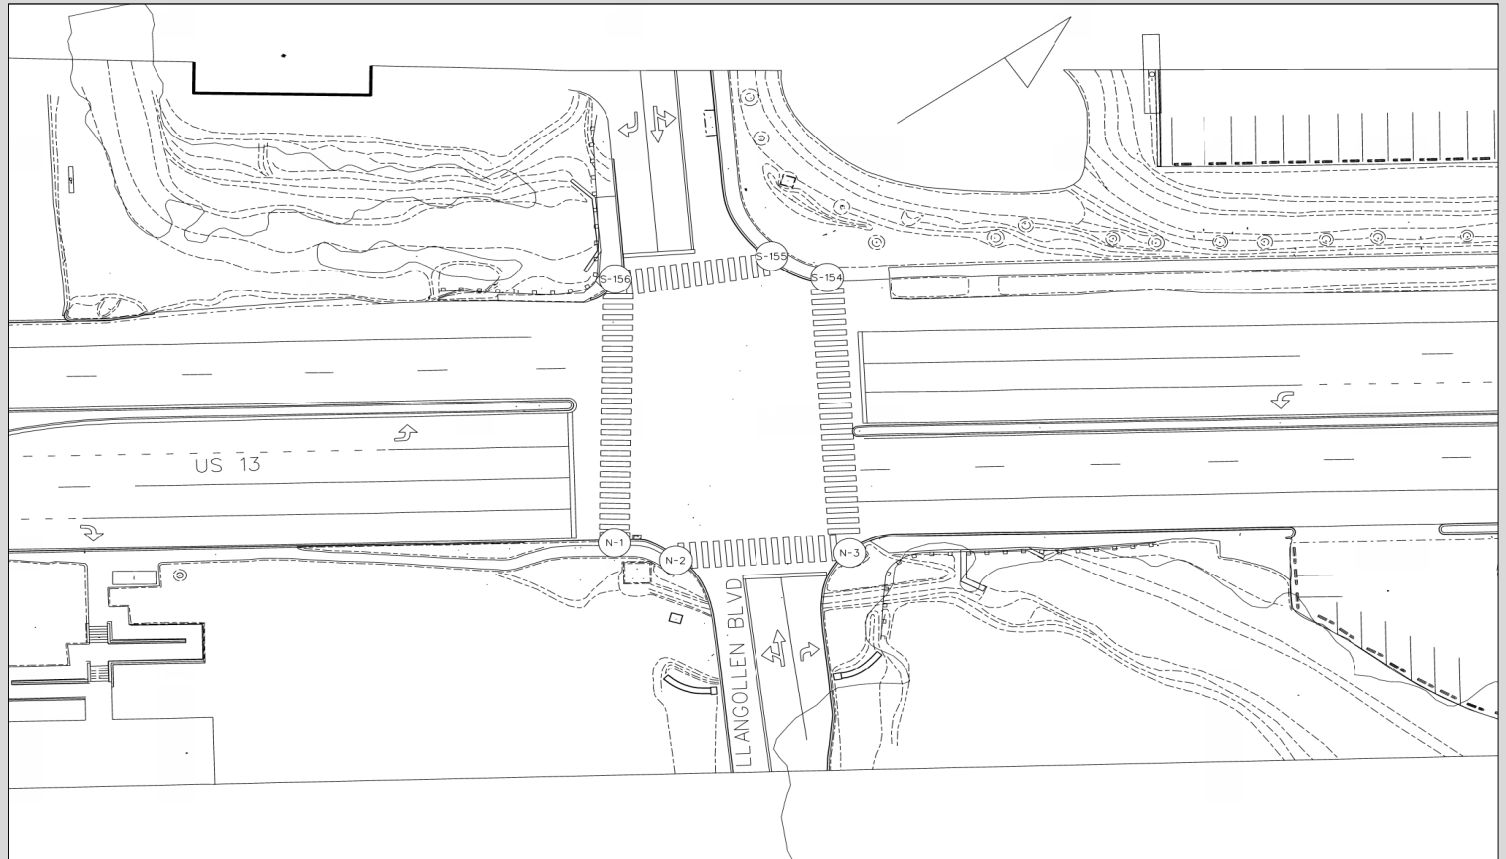 S-155
S-156
S-154
US 13
N-1
N-2
N-3
LLANGOLLEN BLVD